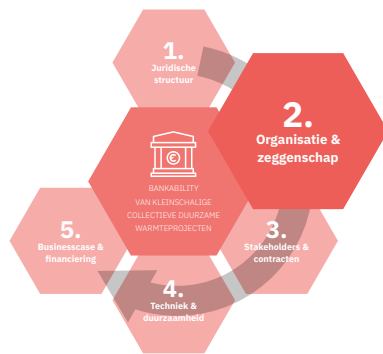 1.
Juridische
structuur
2.
Organisatie &
zeggenschap
©
BANKABILITY
VAN KLEINSCHALIGE
COLLECTIEVE DUURZAME
WARMTEPROJECTEN
3.
Stakeholders &
contracten
4.
Techniek &
duurzaamheid
5.
Businesscase &
financiering